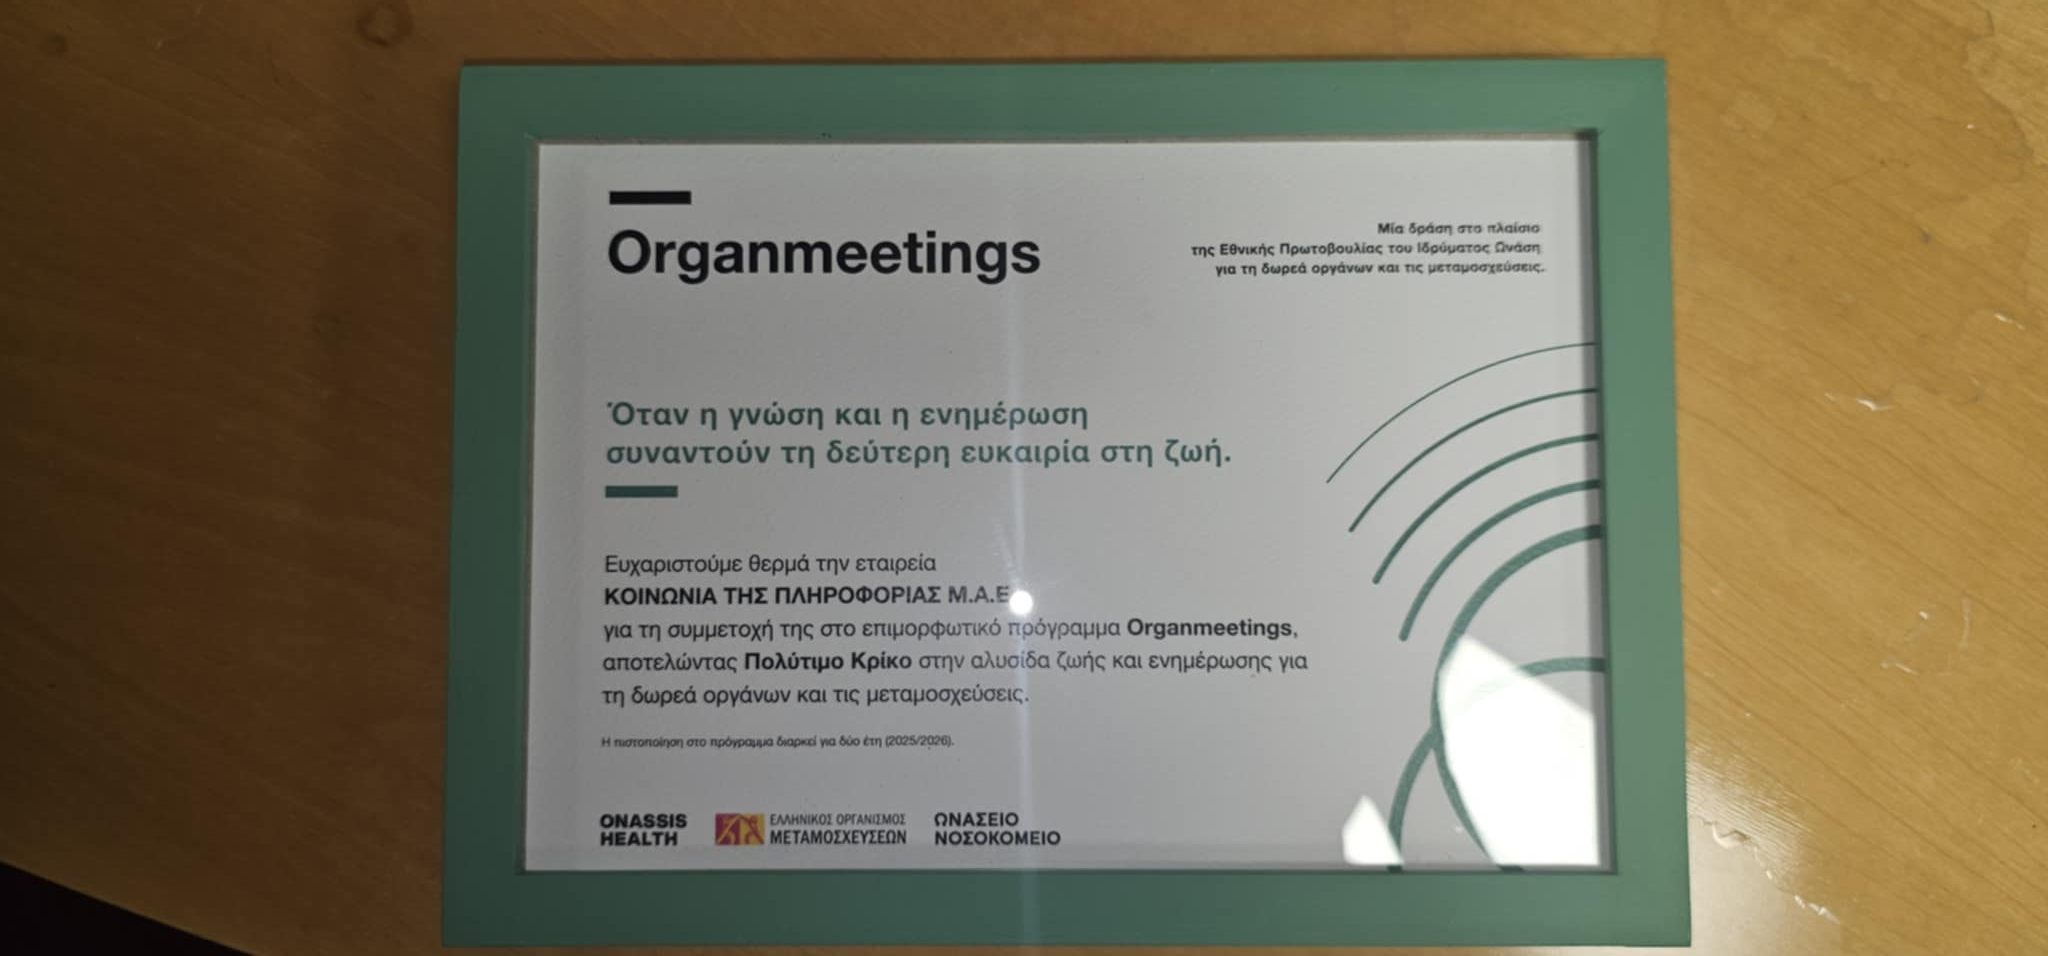 Organmeetings
Μία δράση στο πλαίσιο
της Εθνικής Πρωτοβουλίας του Ιδρύματος Ωνάση
για τη δωρεά οργάνων και τις μεταμοσχεύσεις.
Όταν η γνώση και η ενημέρωση
συναντούν τη δεύτερη ευκαιρία στη ζωή.
Ευχαριστούμε θερμά την εταιρεία
ΚΟΙΝΩΝΙΑ ΤΗΣ ΠΛΗΡΟΦΟΡΙΑΣ Μ.Α.Ε
για τη συμμετοχή της στο επιμορφωτικό πρόγραμμα Organmeetings,
αποτελώντας Πολύτιμο Κρίκο στην αλυσίδα ζωής και ενημέρωσης για
τη δωρεά οργάνων και τις μεταμοσχεύσεις.
Η πιστοποίηση στο πρόγραμμα διαρκεί για δύο έτη (2025/2026).
ONASSIS
HEALTH
ΕΛΛΗΝΙΚΟΣ ΟΡΓΑΝΙΣΜΟΣ
ΜΕΤΑΜΟΣΧΕΥΣΕΩΝ
ΩΝΑΣΕΙΟ
ΝΟΣΟΚΟΜΕΙΟ